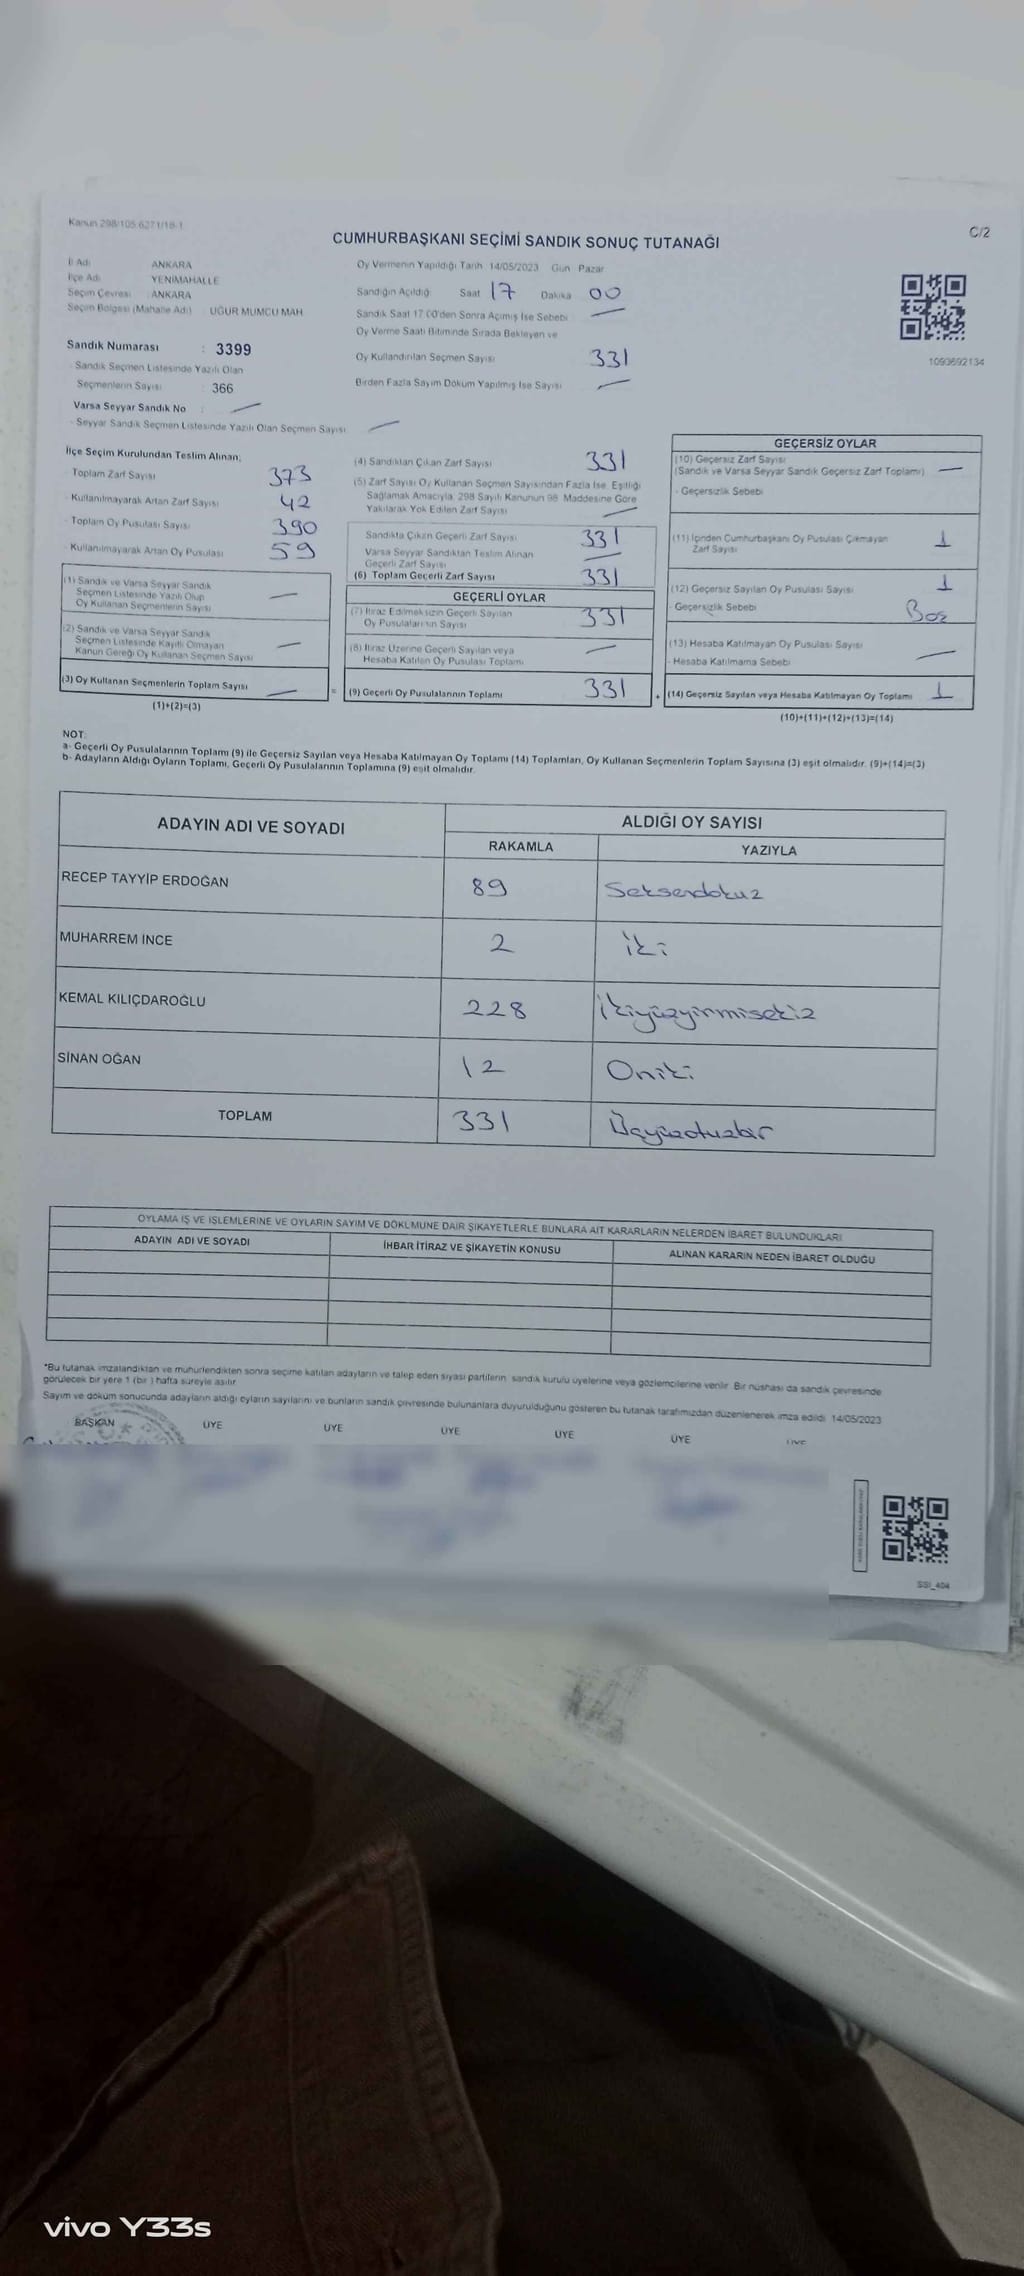 Kanun 298/105 6271/18-1
C/2
CUMHURBAŞKANI SEÇİMİ SANDIK SONUÇ TUTANAĞI
İl Adı ANKARA
İlçe Adı YENİMAHALLE
Seçim Çevresi : ANKARA
Seçim Bölgesi (Mahalle Adı) : UĞUR MUMCU MAH
Sandık Numarası : 3399
- Sandık Seçmen Listesinde Yazılı Olan
Seçmenlerin Sayısı : 366
Varsa Seyyar Sandık No : —
- Seyyar Sandık Seçmen Listesinde Yazılı Olan Seçmen Sayısı —
Oy Vermenin Yapıldığı Tarih 14/05/2023 Gün Pazar
Sandığın Açıldığı Saat 17 Dakika 00
Sandık Saat 17 00'den Sonra Açılmış İse Sebebi —
Oy Verme Saati Bitiminde Sırada Bekleyen ve
Oy Kullandırılan Seçmen Sayısı 331
Birden Fazla Sayım Döküm Yapılmış İse Sayısı —
1093692134
İlçe Seçim Kurulundan Teslim Alınan;
- Toplam Zarf Sayısı 373
- Kullanılmayarak Artan Zarf Sayısı 42
- Toplam Oy Pusulası Sayısı 390
- Kullanılmayarak Artan Oy Pusulası 59
(1) Sandık ve Varsa Seyyar Sandık
Seçmen Listesinde Yazılı Olup
Oy Kullanan Seçmenlerin Sayısı —
(2) Sandık ve Varsa Seyyar Sandık
Seçmen Listesinde Kayıtlı Olmayan
Kanun Gereği Oy Kullanan Seçmen Sayısı —
(3) Oy Kullanan Seçmenlerin Toplam Sayısı —
(1)+(2)=(3)
=
(4) Sandıktan Çıkan Zarf Sayısı 331
(5) Zarf Sayısı Oy Kullanan Seçmen Sayısından Fazla İse, Eşitliği
Sağlamak Amacıyla, 298 Sayılı Kanunun 98. Maddesine Göre
Yakılarak Yok Edilen Zarf Sayısı —
Sandıkta Çıkan Geçerli Zarf Sayısı 331
Varsa Seyyar Sandıktan Teslim Alınan
Geçerli Zarf Sayısı —
(6) Toplam Geçerli Zarf Sayısı 331
GEÇERLİ OYLAR
(7) İtiraz Edilmeksizin Geçerli Sayılan
Oy Pusulalarının Sayısı 331
(8) İtiraz Üzerine Geçerli Sayılan veya
Hesaba Katılan Oy Pusulası Toplamı —
(9) Geçerli Oy Pusulalarının Toplamı 331
+
GEÇERSİZ OYLAR
(10) Geçersiz Zarf Sayısı
(Sandık ve Varsa Seyyar Sandık Geçersiz Zarf Toplamı) —
- Geçersizlik Sebebi
(11) İçinden Cumhurbaşkanı Oy Pusulası Çıkmayan
Zarf Sayısı 1
(12) Geçersiz Sayılan Oy Pusulası Sayısı 1
- Geçersizlik Sebebi Boş
(13) Hesaba Katılmayan Oy Pusulası Sayısı —
- Hesaba Katılmama Sebebi
(14) Geçersiz Sayılan veya Hesaba Katılmayan Oy Toplamı 1
(10)+(11)+(12)+(13)=(14)
NOT:
a- Geçerli Oy Pusulalarının Toplamı (9) ile Geçersiz Sayılan veya Hesaba Katılmayan Oy Toplamı (14) Toplamları, Oy Kullanan Seçmenlerin Toplam Sayısına (3) eşit olmalıdır. (9)+(14)=(3)
b- Adayların Aldığı Oyların Toplamı, Geçerli Oy Pusulalarının Toplamına (9) eşit olmalıdır.
ADAYIN ADI VE SOYADI ALDIĞI OY SAYISI
RAKAMLA YAZIYLA
RECEP TAYYİP ERDOĞAN 89 Seksendokuz
MUHARREM İNCE 2 İki
KEMAL KILIÇDAROĞLU 228 İkiyüzyirmisekiz
SİNAN OĞAN 12 Oniki
TOPLAM 331 Üçyüzotuzbir
OYLAMA İŞ VE İŞLEMLERİNE VE OYLARIN SAYIM VE DÖKÜMÜNE DAİR ŞİKAYETLERLE BUNLARA AİT KARARLARIN NELERDEN İBARET BULUNDUKLARI
ADAYIN ADI VE SOYADI İHBAR İTİRAZ VE ŞİKAYETİN KONUSU ALINAN KARARIN NEDEN İBARET OLDUĞU
*Bu tutanak imzalandıktan ve mühürlendikten sonra seçime katılan adayların ve talep eden siyasi partilerin sandık kurulu üyelerine veya gözlemcilerine verilir. Bir nüshası da sandık çevresinde
görülecek bir yere 1 (bir ) hafta süreyle asılır.
Sayım ve döküm sonucunda adayların aldığı oyların sayılarını ve bunların sandık çevresinde bulunanlara duyurulduğunu gösteren bu tutanak tarafımızdan düzenlenerek imza edildi. 14/05/2023
BAŞKAN ÜYE ÜYE ÜYE ÜYE ÜYE ÜYE
SSI_404
vivo Y33s